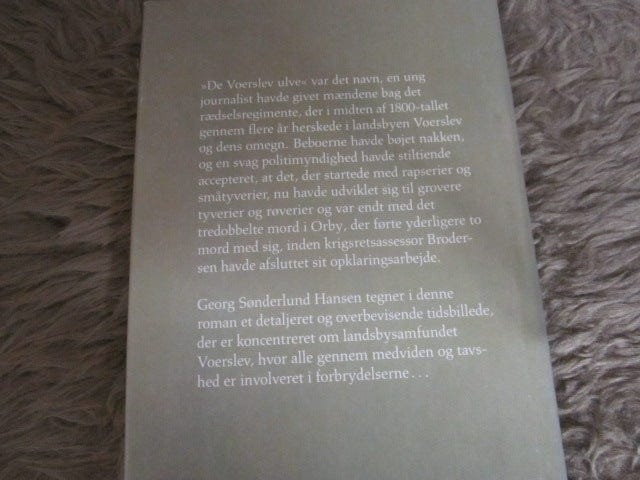 »De Voerslev ulve« var det navn, en ung
journalist havde givet mændene bag det
rædselsregimente, der i midten af 1800-tallet
gennem flere år herskede i landsbyen Voerslev
og dens omegn. Beboerne havde bøjet nakken,
og en svag politimyndighed havde stiltiende
accepteret, at det, der startede med rapserier og
småtyverier, nu havde udviklet sig til grovere
tyverier og røverier og var endt med det
tredobbelte mord i Orby, der førte yderligere to
mord med sig, inden krigsretsassessor Broder-
sen havde afsluttet sit opklaringsarbejde.
Georg Sønderlund Hansen tegner i denne
roman et detaljeret og overbevisende tidsbillede,
der er koncentreret om landsbysamfundet
Voerslev, hvor alle gennem medviden og tavs-
hed er involveret i forbrydelserne . . .